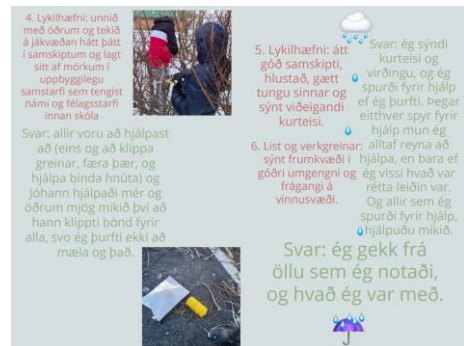 4. Lykilhæfni: unnið
með öðrum og tekið
á jákvæðan hátt þátt
í samskiptum og lagt
sitt af mörkum í
uppbyggilegu
samstarfi sem tengist
námi og félagsstarfi
innan skóla
Svar: allir voru að hjálpast
að (eins og að klippa
greinar, færa þær, og
hjálpa binda hnúta) og
Jóhann hjálpaði mér og
öðrum mjög mikið því að
hann klippti bönd fyrir
alla, svo ég þurfti ekki að
mæla og það.
5. Lykilhæfni: átt
góð samskipti,
hlustað, gætt
tungu sinnar og
sýnt viðeigandi
kurteisi.
6. List og verkgreinar:
sýnt frumkvæði í
góðri umgengni og
frágangi á
vinnusvæði.
Svar: ég sýndi
kurteisi og
virðingu, og ég
spurði fyrir hjálp
ef ég þurfti. Þegar
eitthver spyr fyrir
hjálp mun ég
alltaf reyna að
hjálpa, en bara ef
ég vissi hvað var
rétta leiðin var.
Og allir sem ég
spurði fyrir hjálp,
hjálpuðu mikið.
Svar: ég gekk frá
öllu sem ég notaði,
og hvað ég var með.